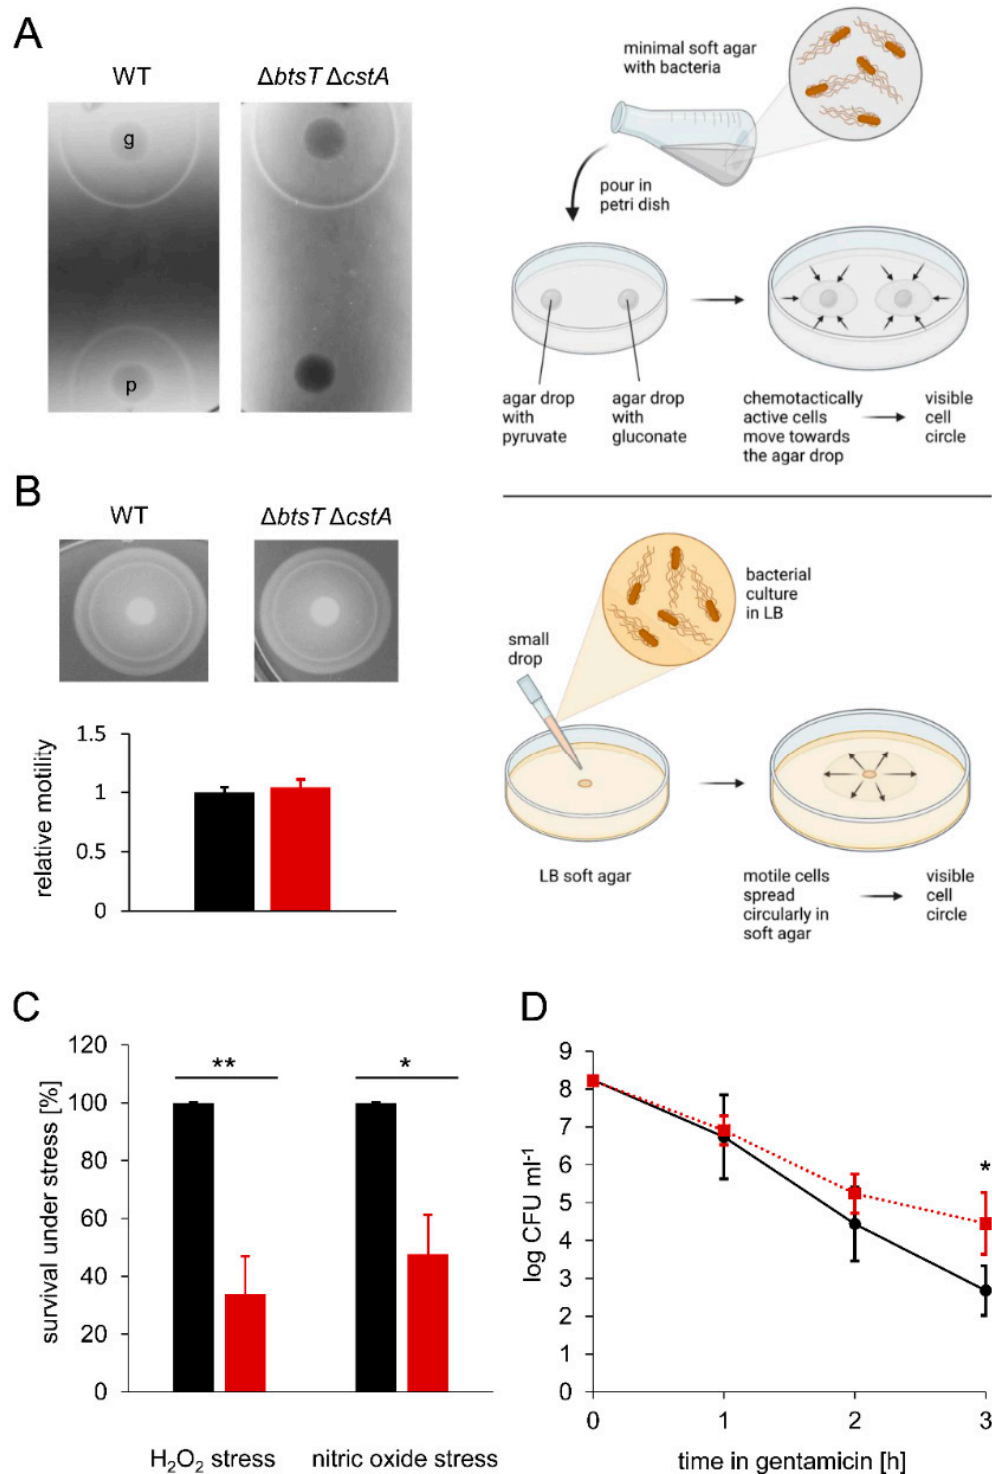 A
WT
ΔbtsT ΔcstA
g
p
minimal soft agar
with bacteria
pour in
petri dish
agar drop
with
pyruvate
agar drop
with
gluconate
chemotactically
active cells
move towards
the agar drop
visible
cell
circle
B
WT
ΔbtsT ΔcstA
relative motility
1.5
1
0.5
0
bacterial
culture
in LB
small
drop
LB soft agar
motile cells
spread
circularly in
soft agar
visible
cell
circle
C
survival under stress [%]
120
100
80
60
40
20
0
**
*
H₂O₂ stress
nitric oxide stress
D
log CFU ml⁻¹
9
8
7
6
5
4
3
2
1
0
*
0
1
2
3
time in gentamicin [h]